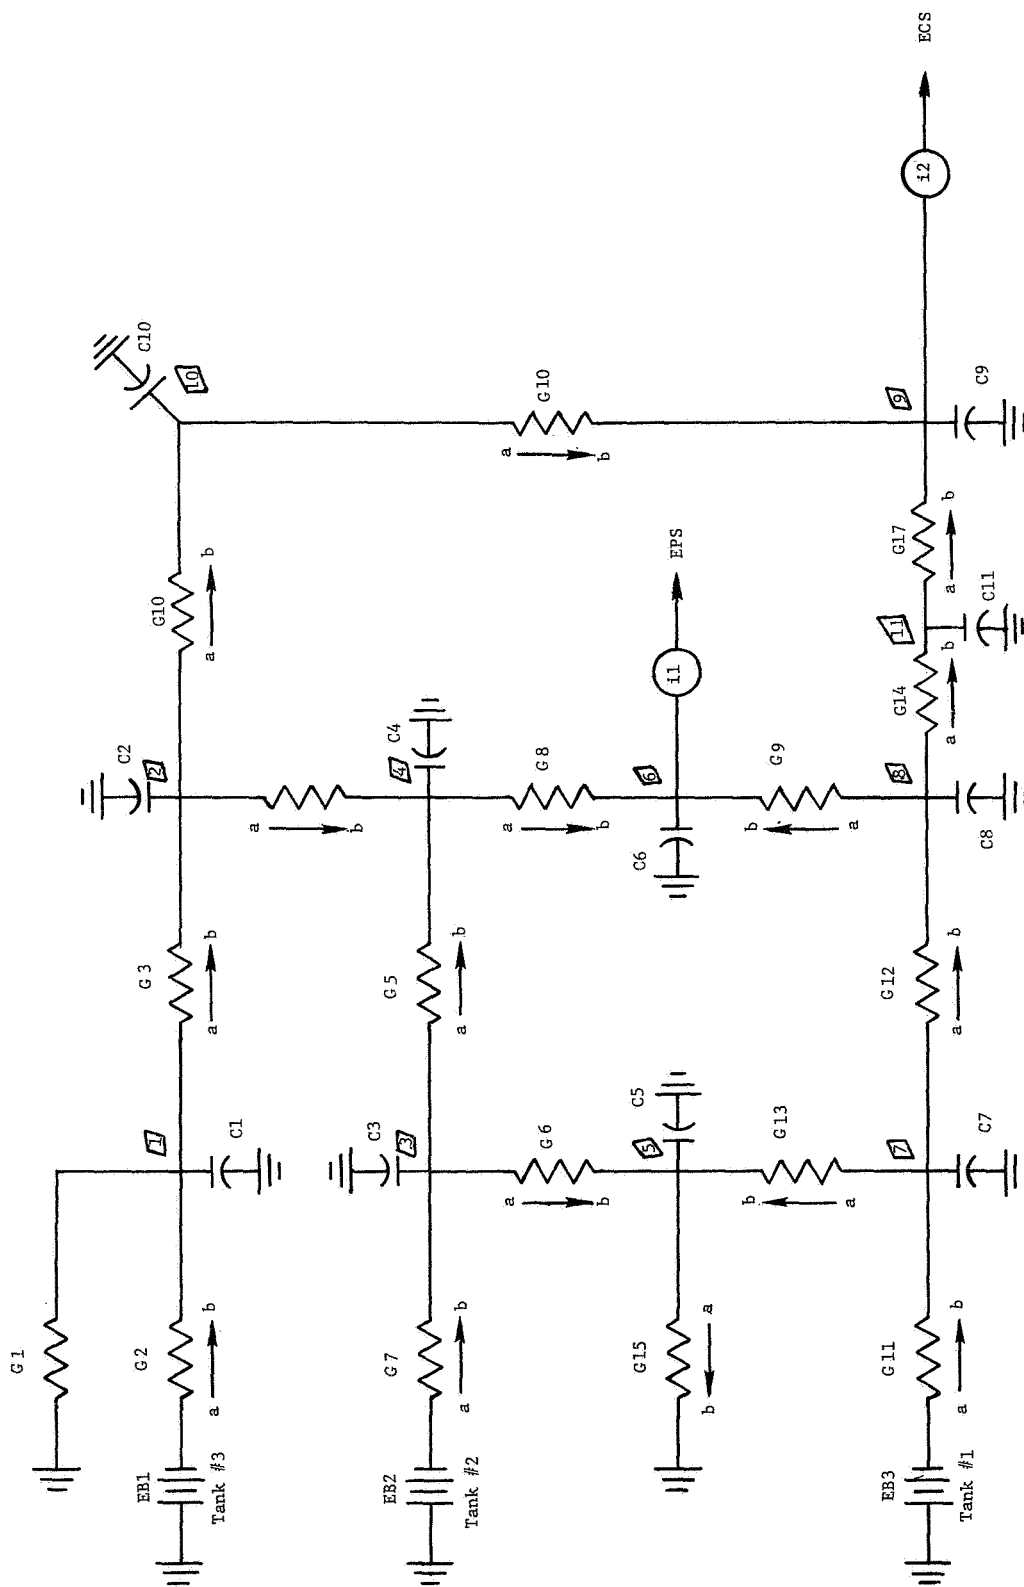 G1
EB1
Tank #3
G2
a b
1
C1
G3
a b
C2
2
G10
a b
C10
10
a
b
EB2
Tank #2
G7
a b
C3
3
G5
a b
4
C4
a
b
G6
a
b
G8
a
b
G10
G15
b a
5
C5
C6
6
i1
EPS
b
a
G13
b
a
G9
EB3
Tank #1
G11
a b
7
C7
G12
a b
8
C8
G14
a b
11
C11
G17
a b
9
C9
i2
ECS